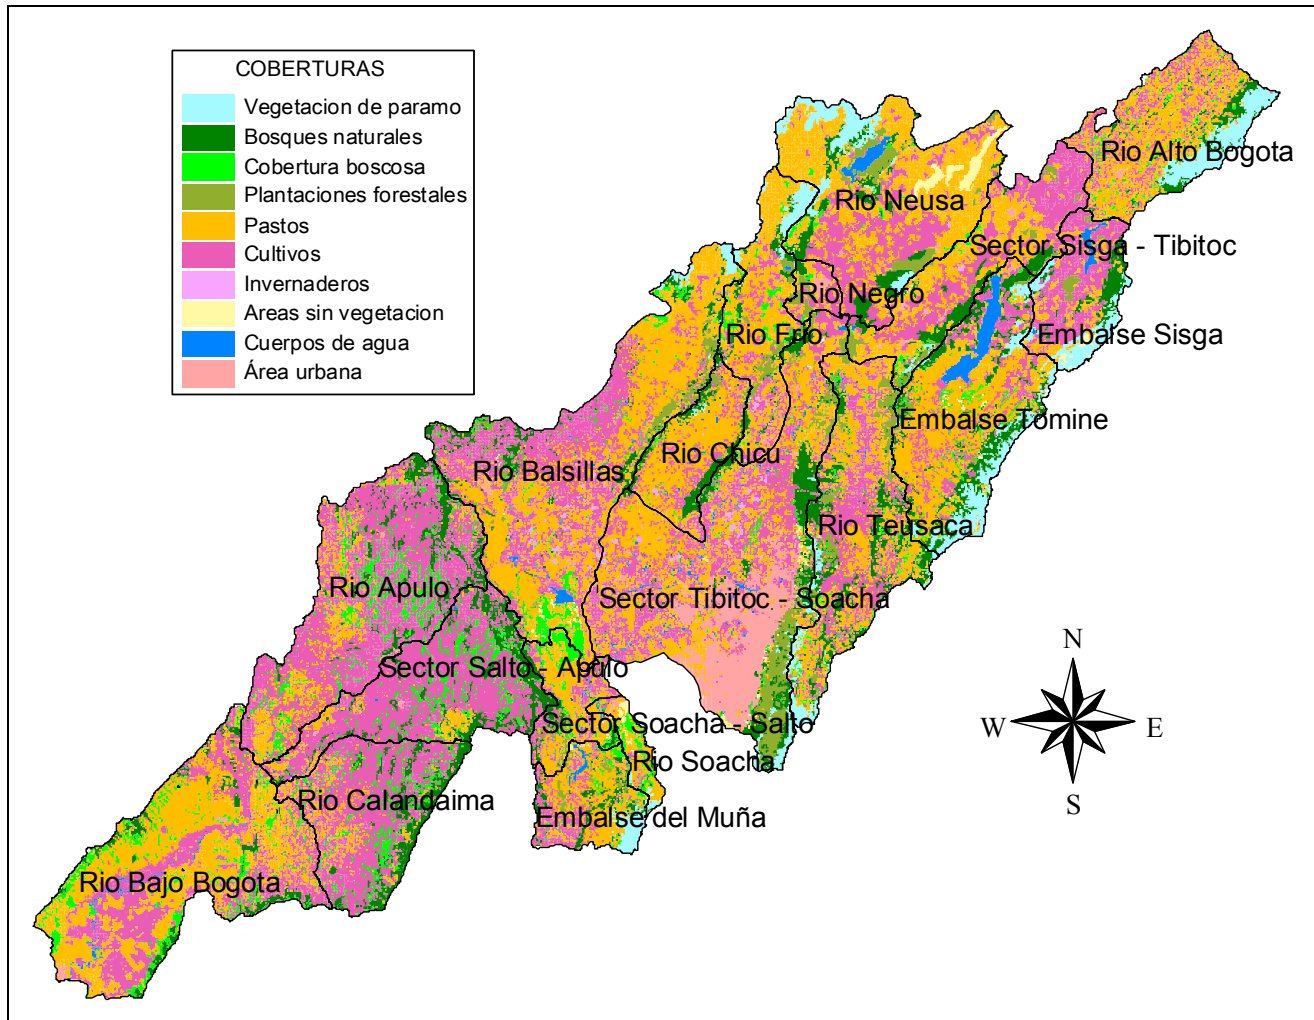 COBERTURAS
Vegetacion de paramo
Bosques naturales
Cobertura boscosa
Plantaciones forestales
Pastos
Cultivos
Invernaderos
Areas sin vegetacion
Cuerpos de agua
Área urbana
Rio Alto Bogota
Rio Neusa
Sector Sisga - Tibitoc
Rio Negro
Rio Frio
Embalse Sisga
Embalse Tomine
Rio Chicu
Rio Balsillas
Rio Teusaca
Rio Apulo
Sector Tibitoc - Soacha
Sector Salto - Apulo
Sector Soacha - Salto
Rio Soacha
Rio Calandaima
Embalse del Muña
Rio Bajo Bogota
N
W
E
S